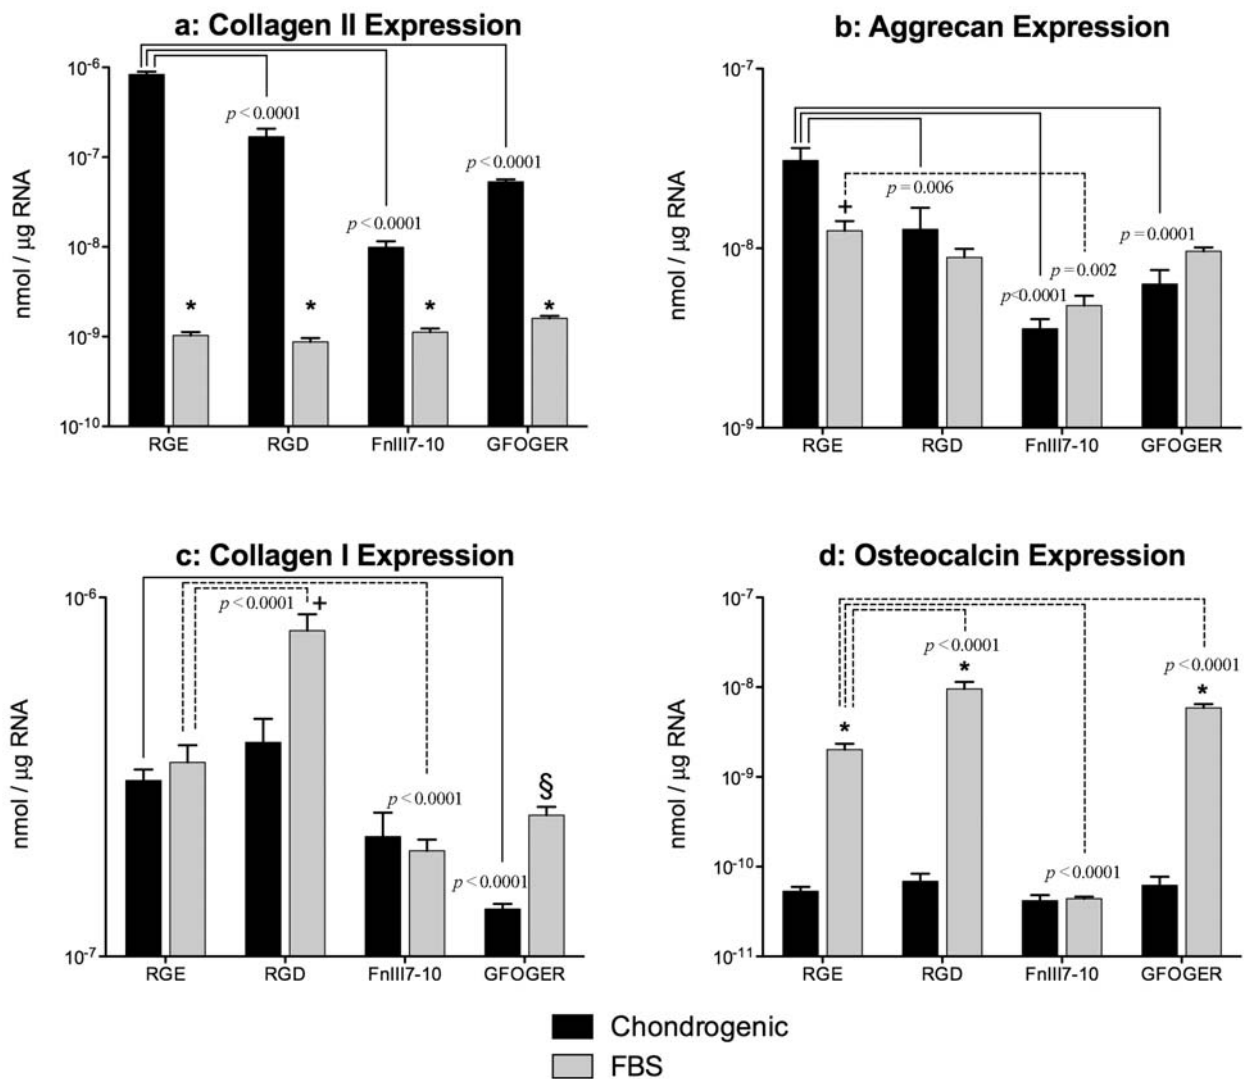 a: Collagen II Expression
nmol / µg RNA
10⁻⁶
10⁻⁷
10⁻⁸
10⁻⁹
10⁻¹⁰
p < 0.0001
p < 0.0001
p < 0.0001
*
*
*
*
RGE
RGD
FnIII7-10
GFOGER
b: Aggrecan Expression
nmol / µg RNA
10⁻⁷
10⁻⁸
10⁻⁹
+
p = 0.006
p<0.0001
p = 0.002
p = 0.0001
RGE
RGD
FnIII7-10
GFOGER
c: Collagen I Expression
nmol / µg RNA
10⁻⁶
10⁻⁷
p < 0.0001
+
p < 0.0001
p < 0.0001
§
RGE
RGD
FnIII7-10
GFOGER
d: Osteocalcin Expression
nmol / µg RNA
10⁻⁷
10⁻⁸
10⁻⁹
10⁻¹⁰
10⁻¹¹
*
p<0.0001
*
p < 0.0001
p < 0.0001
*
RGE
RGD
FnIII7-10
GFOGER
Chondrogenic
FBS